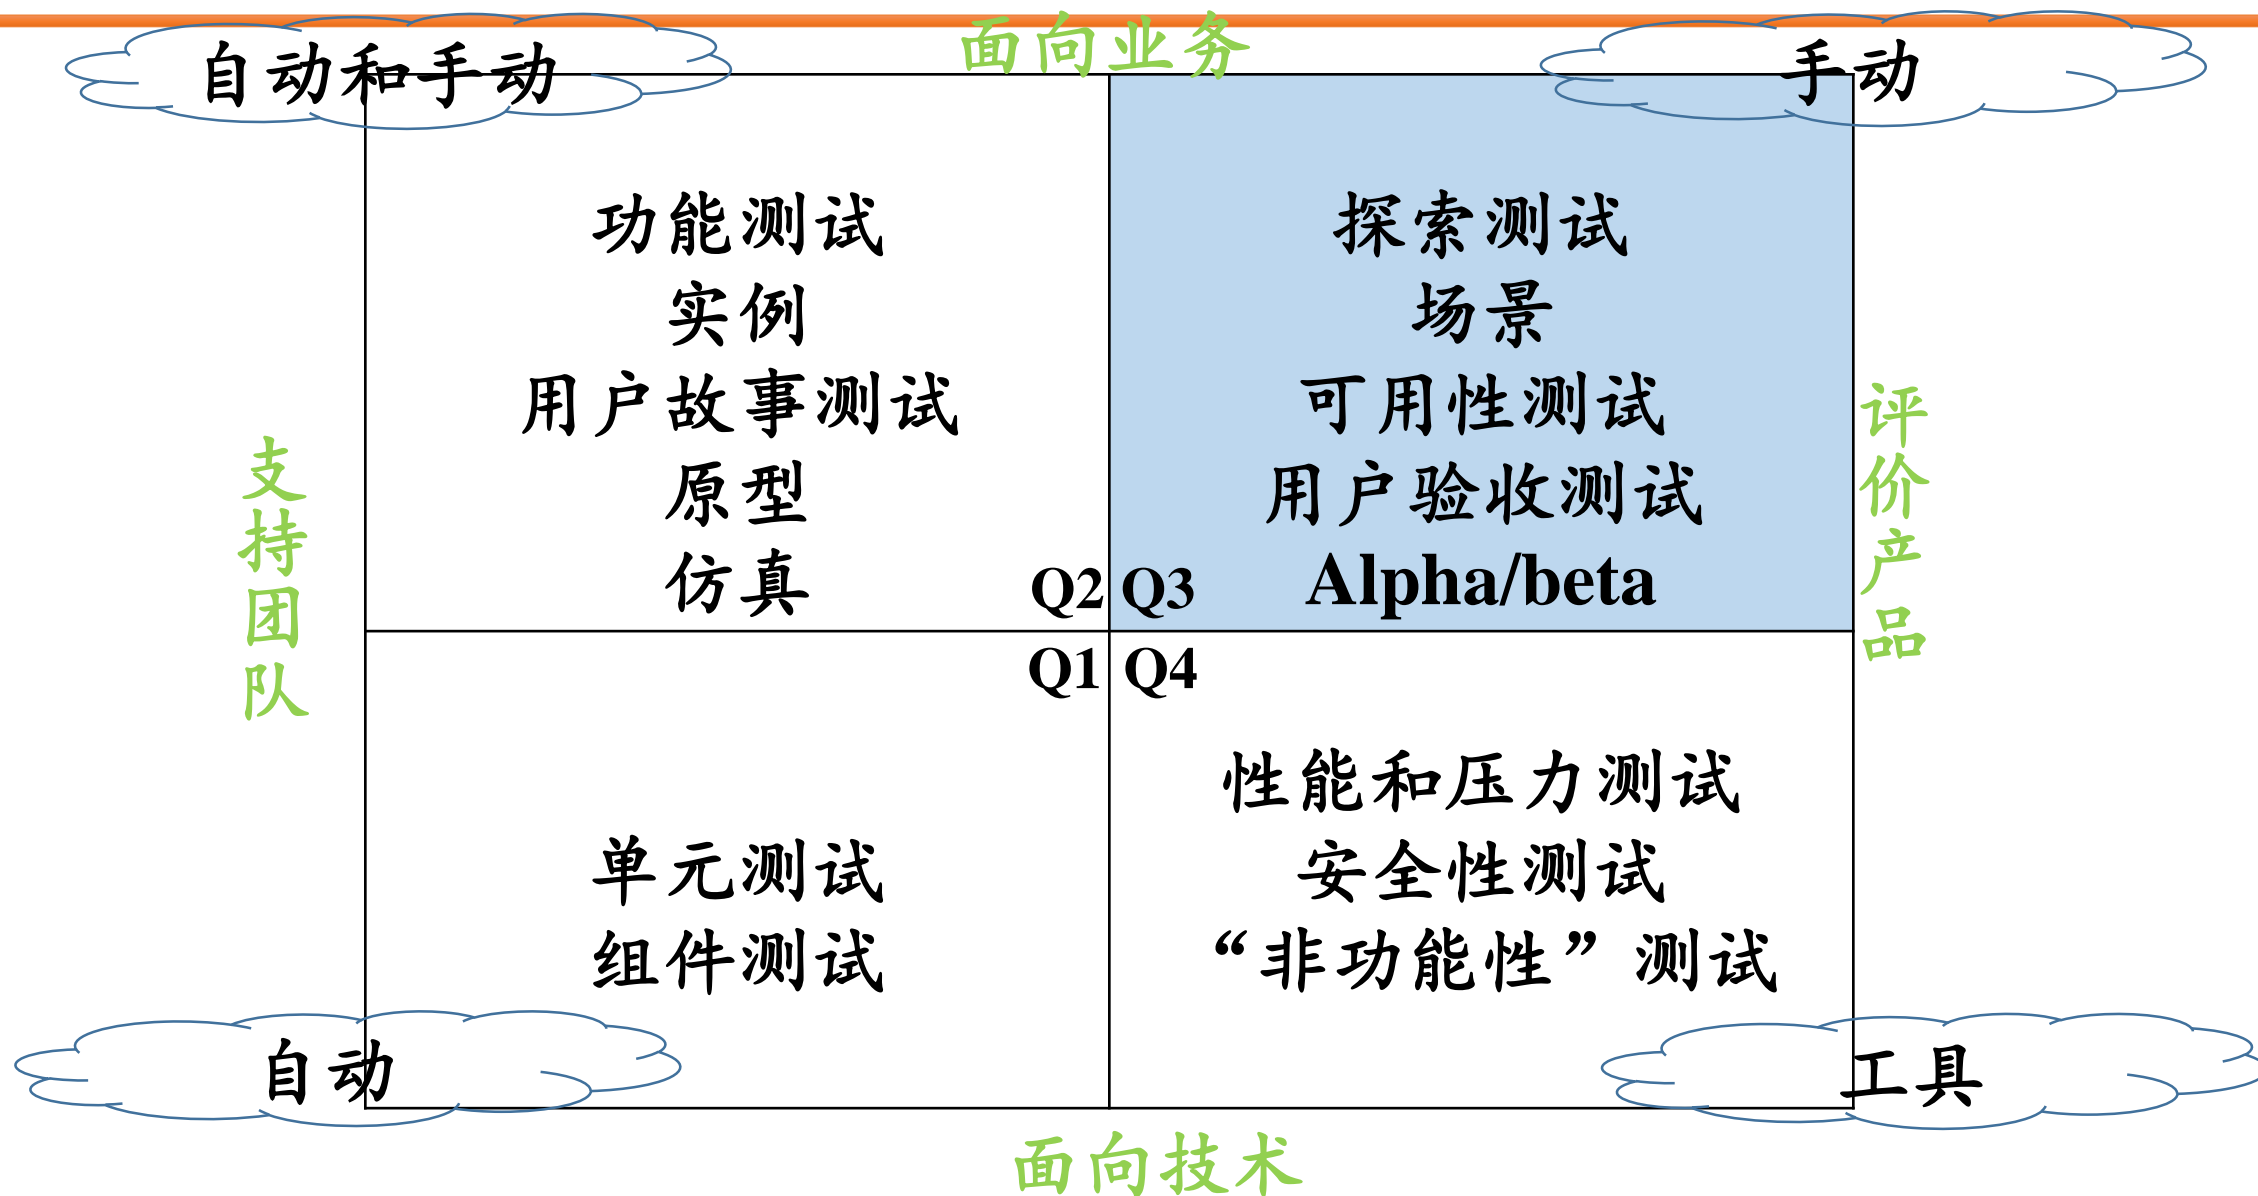 面向业务
自动和手动
手动
功能测试
实例
用户故事测试
原型
仿真
Q2
探索测试
场景
可用性测试
用户验收测试
Alpha/beta
Q3
支持团队
评价产品
Q1
单元测试
组件测试
Q4
性能和压力测试
安全性测试
“非功能性”测试
自动
工具
面向技术